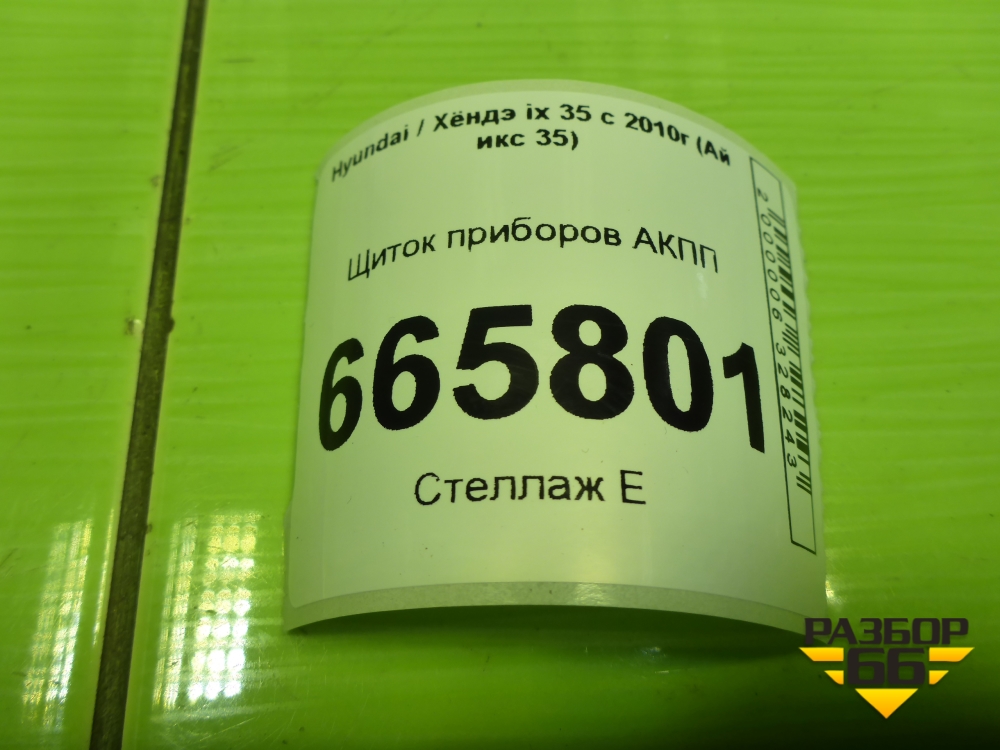 Hyundai / Хёндэ ix 35 с 2010г (Ай
икс 35)
Щиток приборов АКПП
665801
Стеллаж Е
2000006328243
РАЗБОР
66